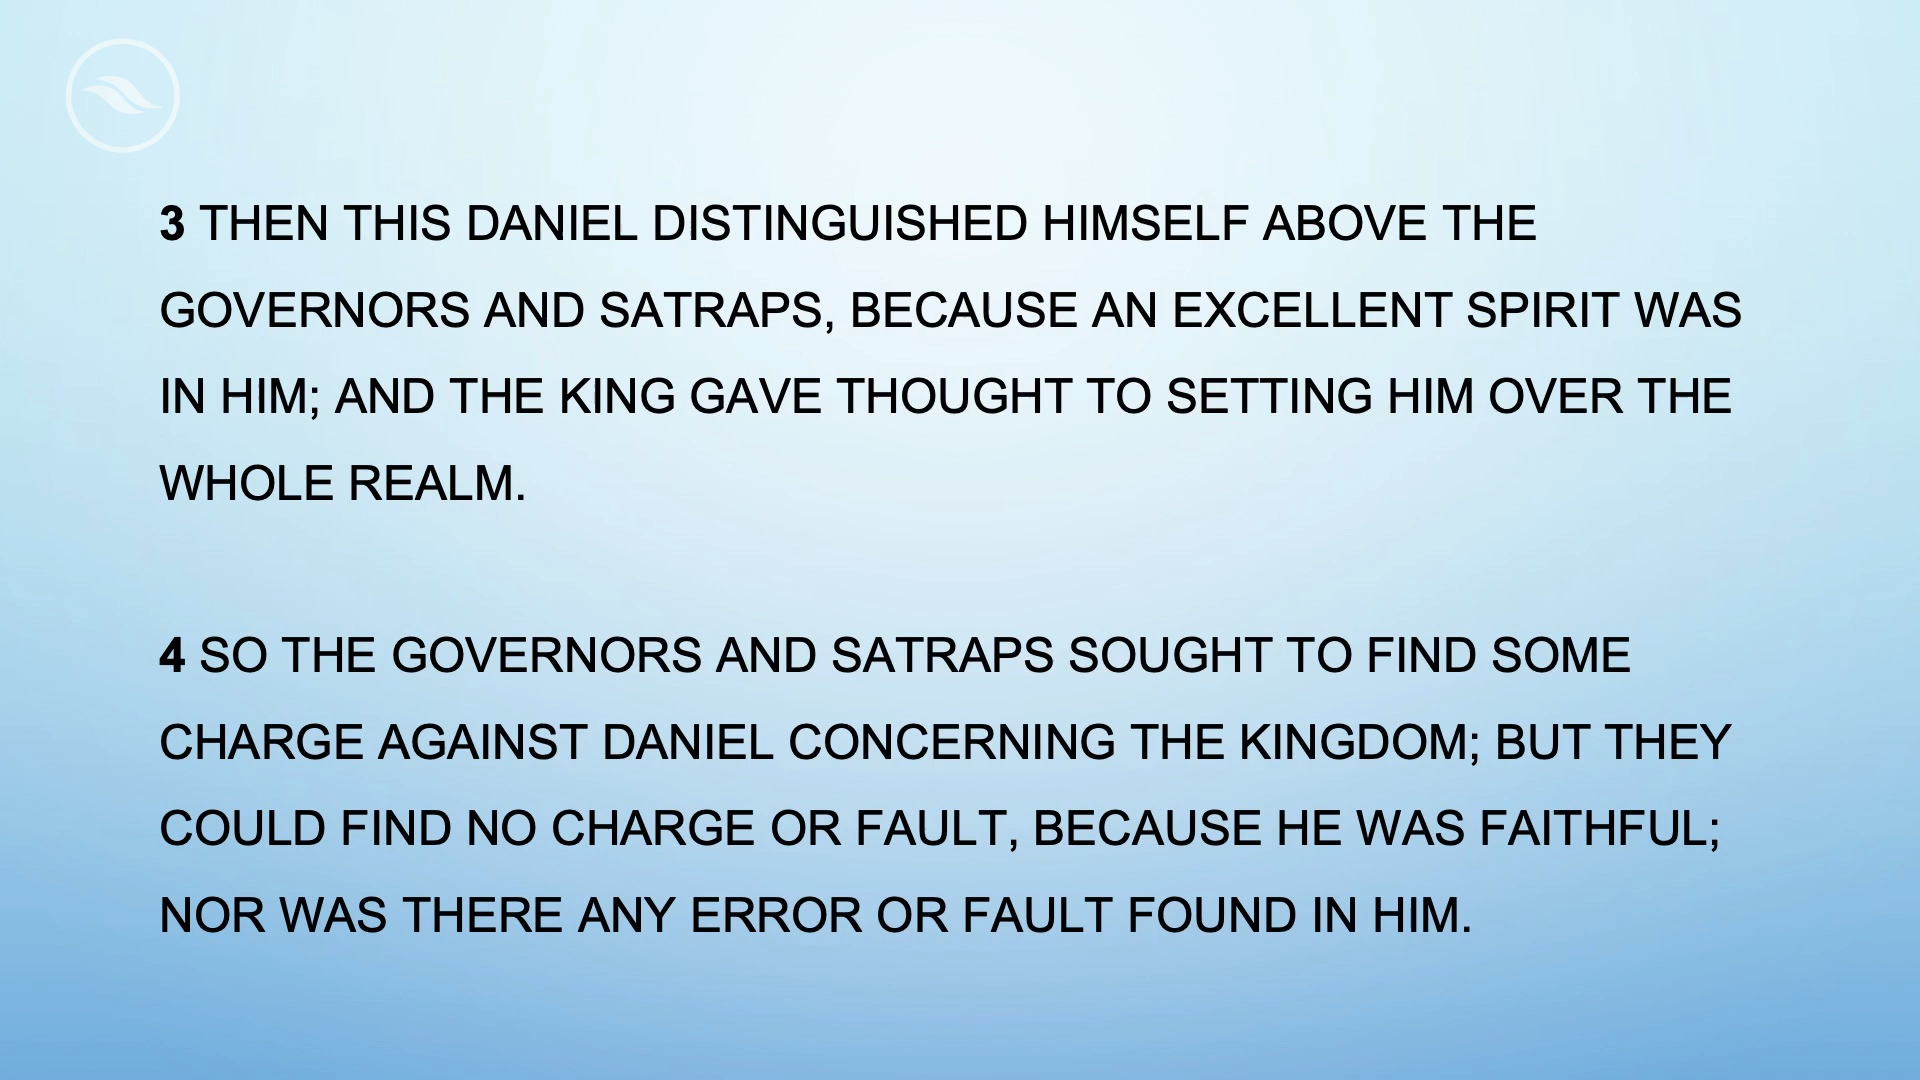 3 THEN THIS DANIEL DISTINGUISHED HIMSELF ABOVE THE
GOVERNORS AND SATRAPS, BECAUSE AN EXCELLENT SPIRIT WAS
IN HIM; AND THE KING GAVE THOUGHT TO SETTING HIM OVER THE
WHOLE REALM.
4 SO THE GOVERNORS AND SATRAPS SOUGHT TO FIND SOME
CHARGE AGAINST DANIEL CONCERNING THE KINGDOM; BUT THEY
COULD FIND NO CHARGE OR FAULT, BECAUSE HE WAS FAITHFUL;
NOR WAS THERE ANY ERROR OR FAULT FOUND IN HIM.